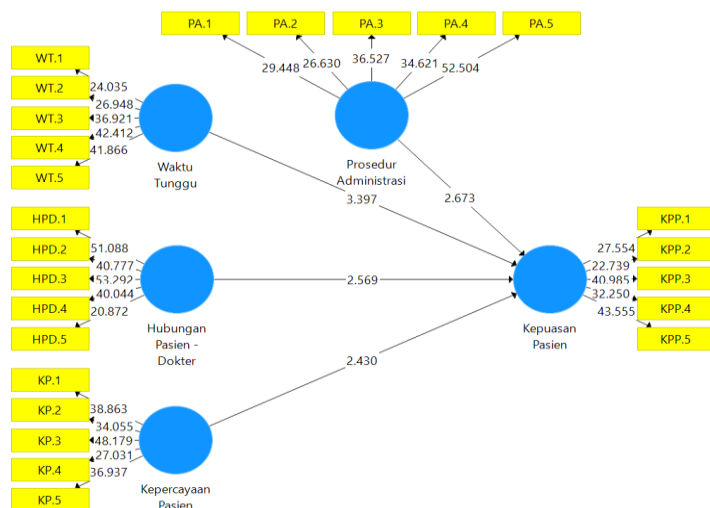 PA.1
PA.2
PA.3
PA.4
PA.5
29.448
26.630
36.527
34.621
52.504
Prosedur
Administrasi
WT.1
WT.2
WT.3
WT.4
WT.5
24.035
26.948
36.921
42.412
41.866
Waktu
Tunggu
3.397
2.673
HPD.1
HPD.2
HPD.3
HPD.4
HPD.5
51.088
40.777
53.292
40.044
20.872
Hubungan
Pasien -
Dokter
2.569
KP.1
KP.2
KP.3
KP.4
KP.5
38.863
34.055
48.179
27.031
36.937
Kepercayaan
Pasien
2.430
Kepuasan
Pasien
27.554
22.739
40.985
32.250
43.555
KPP.1
KPP.2
KPP.3
KPP.4
KPP.5